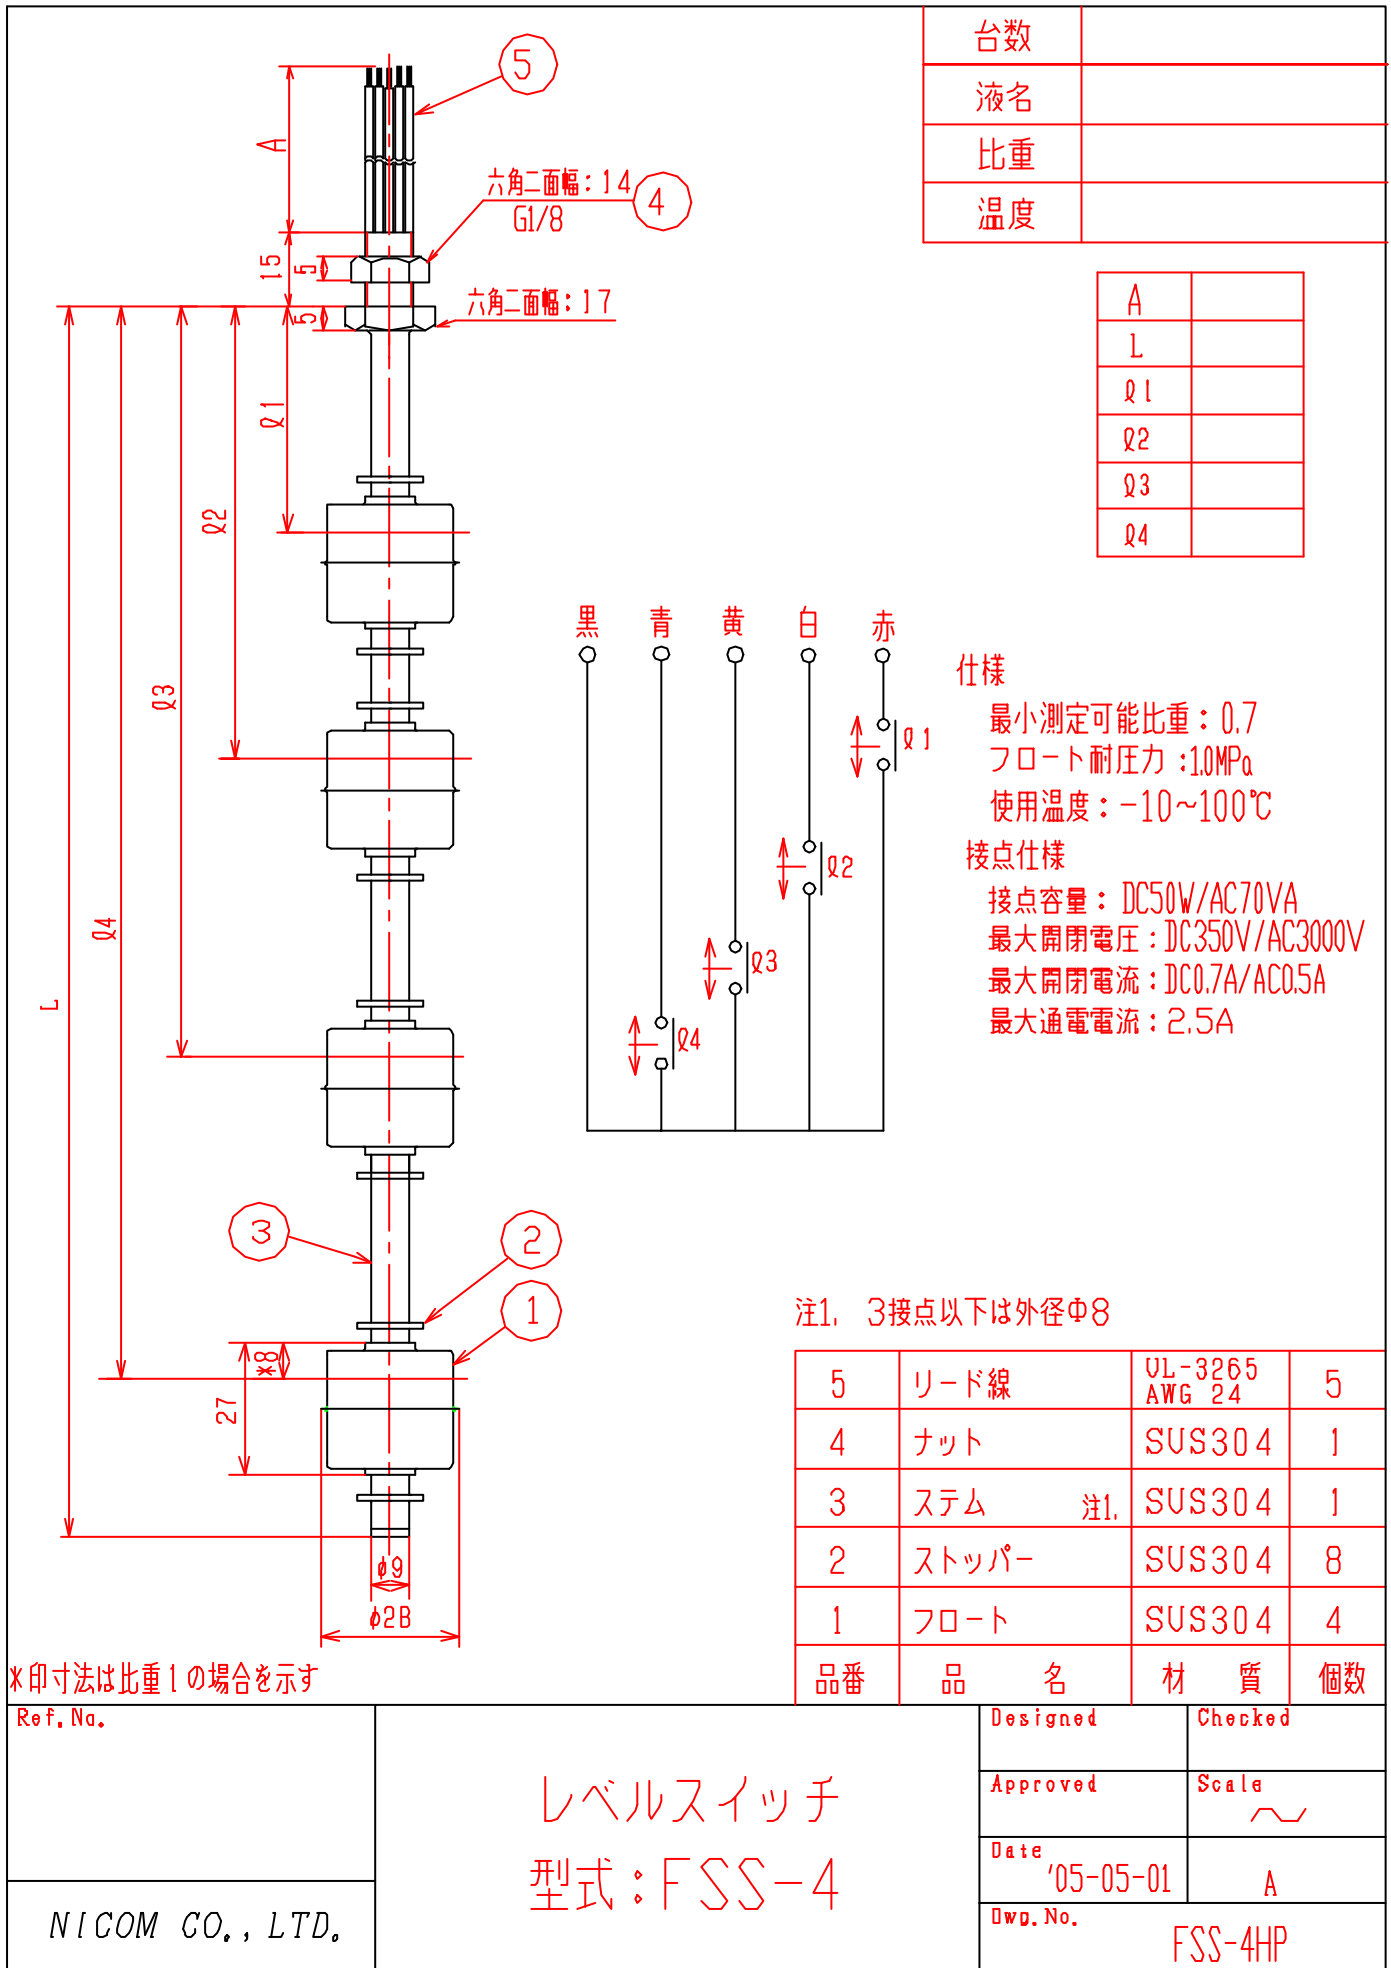 台数
液名
比重
温度
5
A
六角二面幅:14
G1/8
4
15
5
六角二面幅:17
5
A
L
ℓ1
ℓ2
ℓ3
ℓ4
ℓ1
ℓ2
ℓ3
ℓ4
L
黒 青 黄 白 赤
ℓ1
ℓ2
ℓ3
ℓ4
仕様
最小測定可能比重:0.7
フロート耐圧力:1.0MPa
使用温度:-10~100℃
接点仕様
接点容量:DC50W/AC70VA
最大開閉電圧:DC350V/AC3000V
最大開閉電流:DC0.7A/AC0.5A
最大通電電流:2.5A
3
2
1
*8
27
φ9
φ28
注1. 3接点以下は外径Φ8
5 リード線 UL-3265 AWG 24 5
4 ナット SUS304 1
3 ステム 注1. SUS304 1
2 ストッパー SUS304 8
1 フロート SUS304 4
品番 品名 材質 個数
*印寸法は比重1の場合を示す
Ref.No.
NICOM CO., LTD.
レベルスイッチ
型式:FSS-4
Designed
Checked
Approved
Scale
Date
'05-05-01
A
Dwg.No.
FSS-4HP